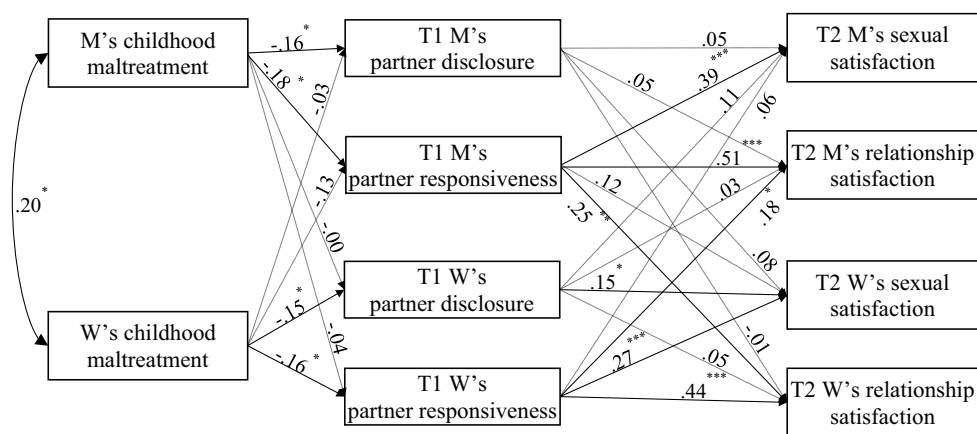 M's childhood
maltreatment
W's childhood
maltreatment
.20*
-.16*
-.18*
-.03
-.13
-.00
-.04
-.15*
-.16*
T1 M's
partner disclosure
T1 M's
partner responsiveness
T1 W's
partner disclosure
T1 W's
partner responsiveness
.05
.05
.39***
.11
.06
.51***
.12
.03
.25**
.18*
.15*
.08
.27***
.05
-.01
.44***
T2 M's sexual
satisfaction
T2 M's relationship
satisfaction
T2 W's sexual
satisfaction
T2 W's relationship
satisfaction